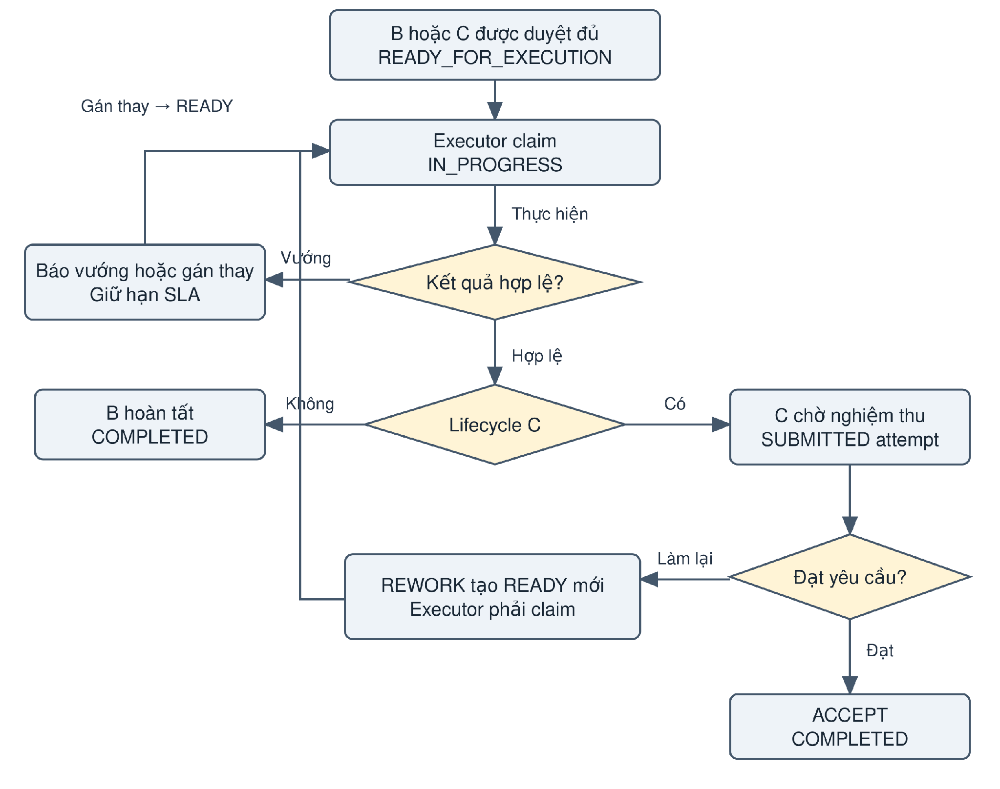 B hoặc C được duyệt đủ
READY_FOR_EXECUTION
Gán thay → READY
Executor claim
IN_PROGRESS
Thực hiện
Vướng
Báo vướng hoặc gán thay
Giữ hạn SLA
Kết quả hợp lệ?
Hợp lệ
Không
Có
B hoàn tất
COMPLETED
Lifecycle C
C chờ nghiệm thu
SUBMITTED attempt
Làm lại
REWORK tạo READY mới
Executor phải claim
Đạt yêu cầu?
Đạt
ACCEPT
COMPLETED